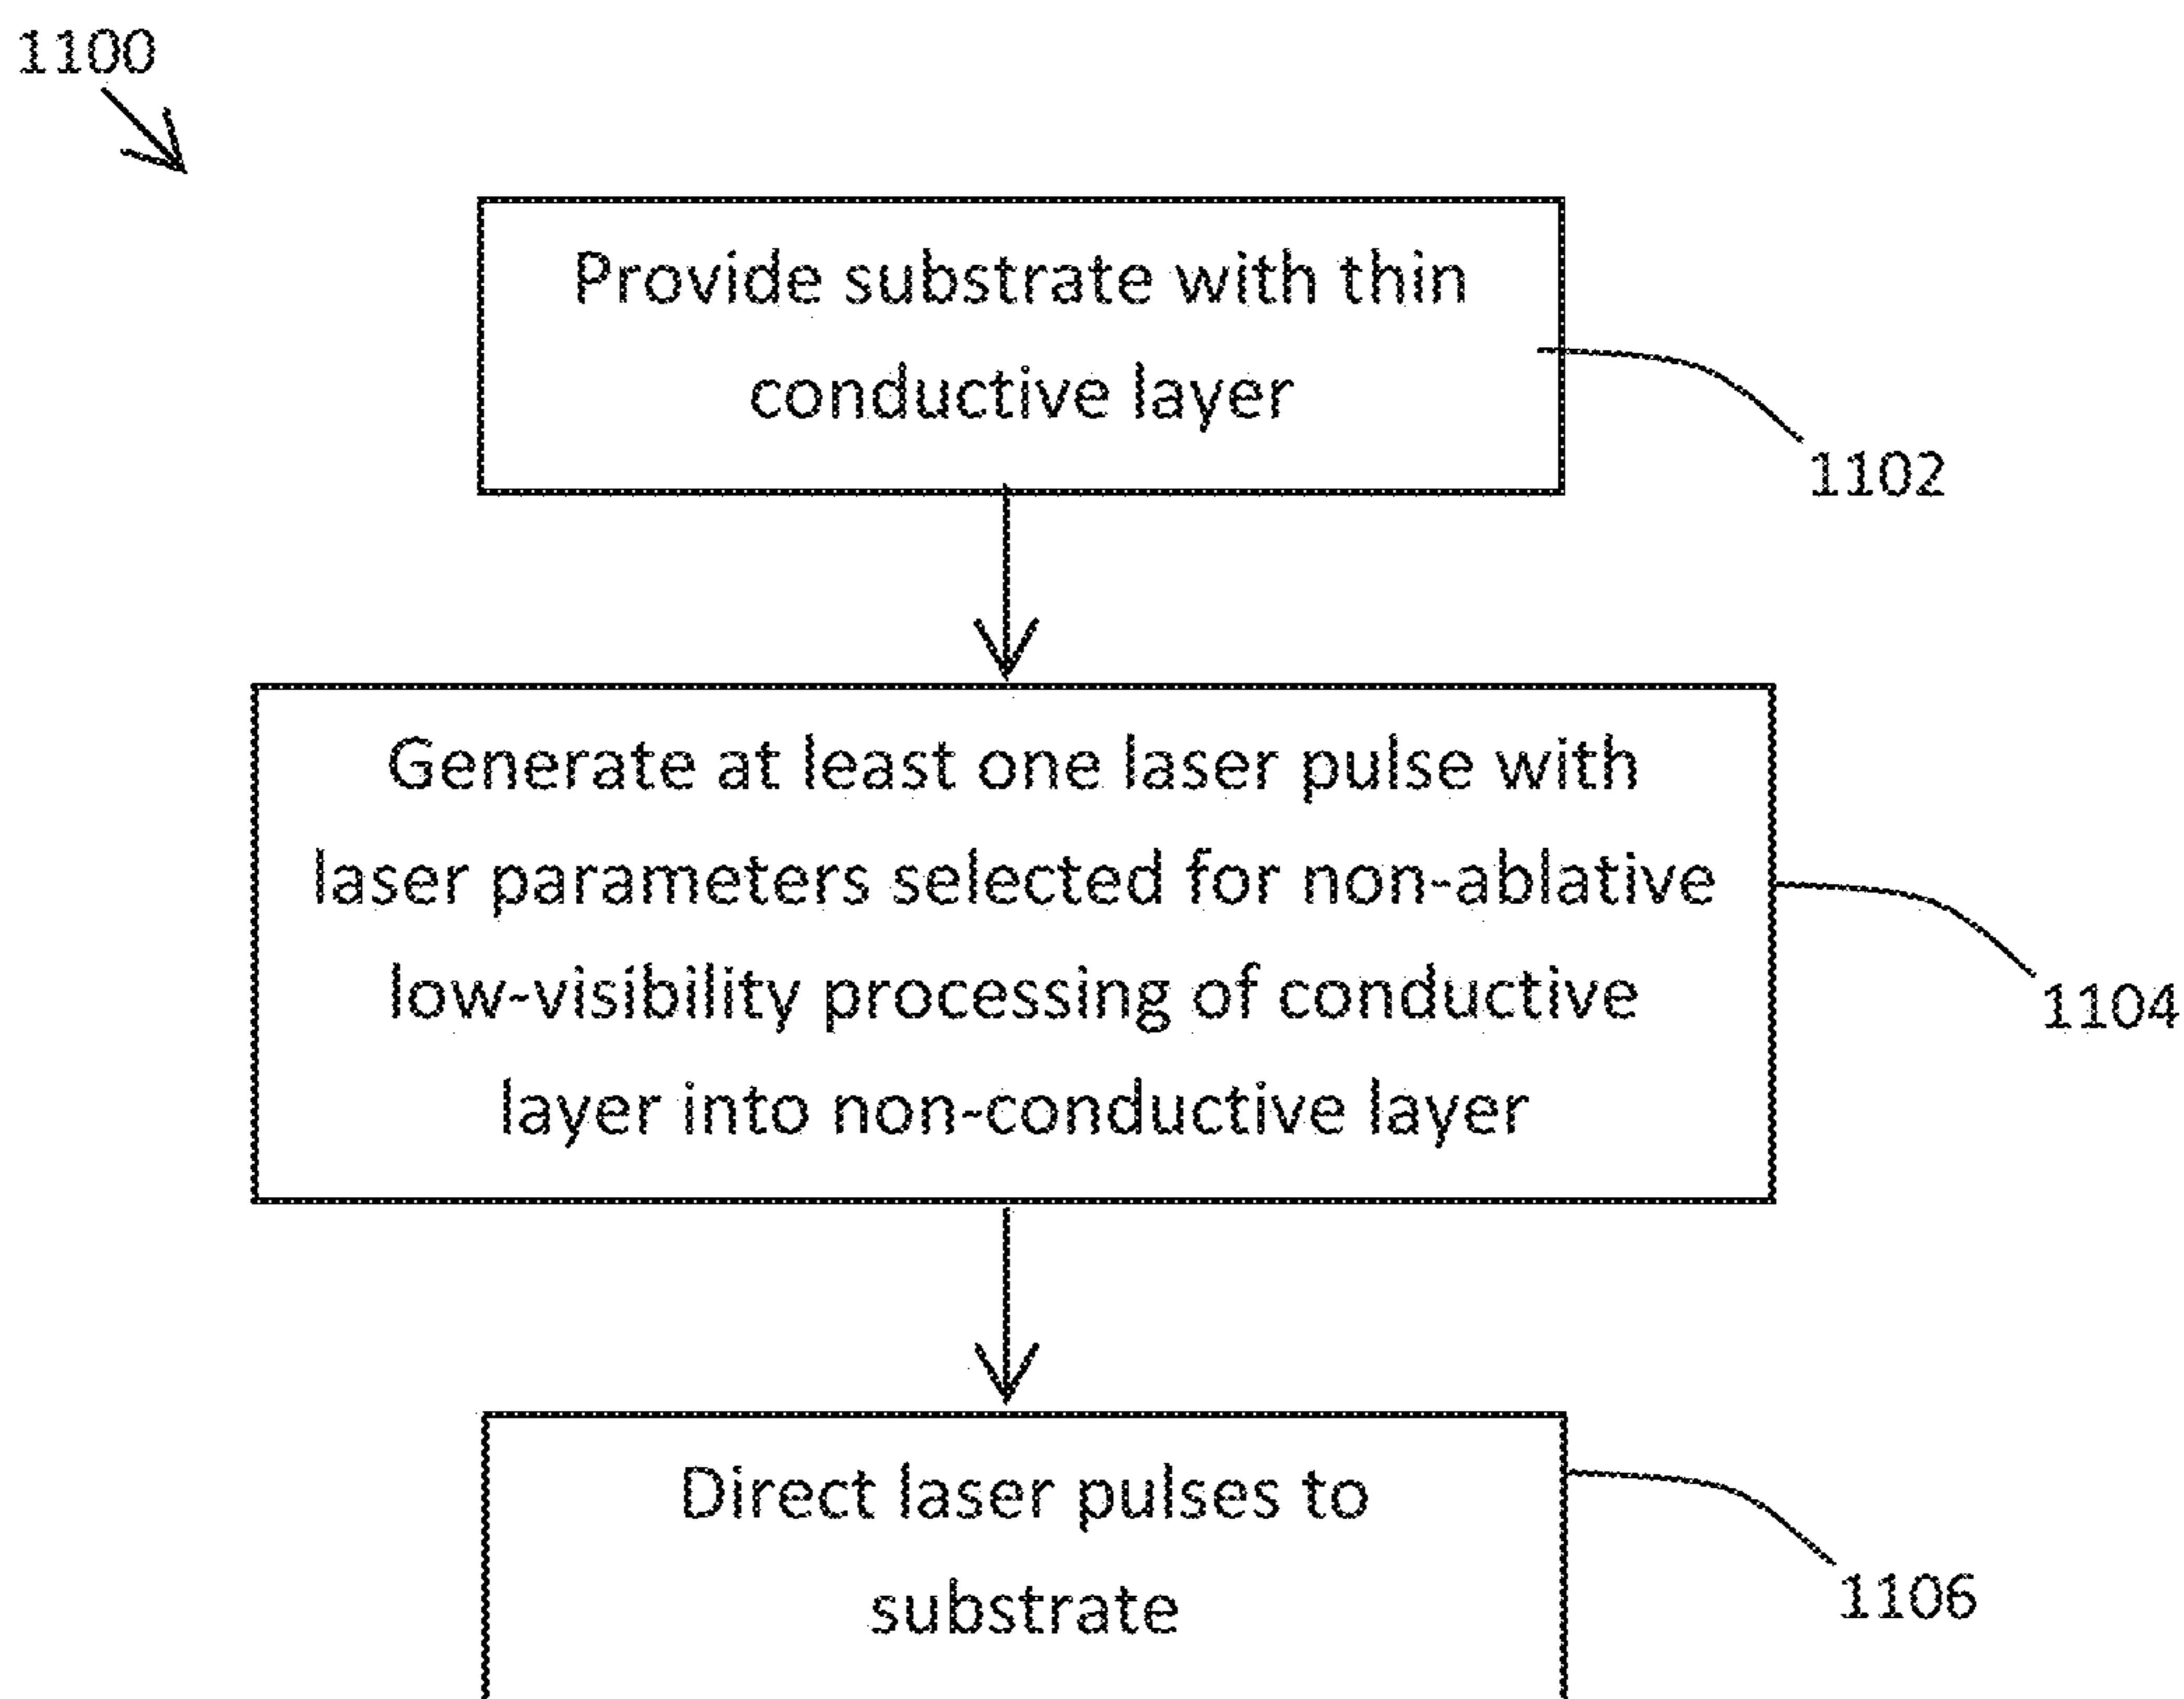 1100
Provide substrate with thin
conductive layer
1102
Generate at least one laser pulse with
laser parameters selected for non-ablative
low-visibility processing of conductive
layer into non-conductive layer
1104
Direct laser pulses to
substrate
1106